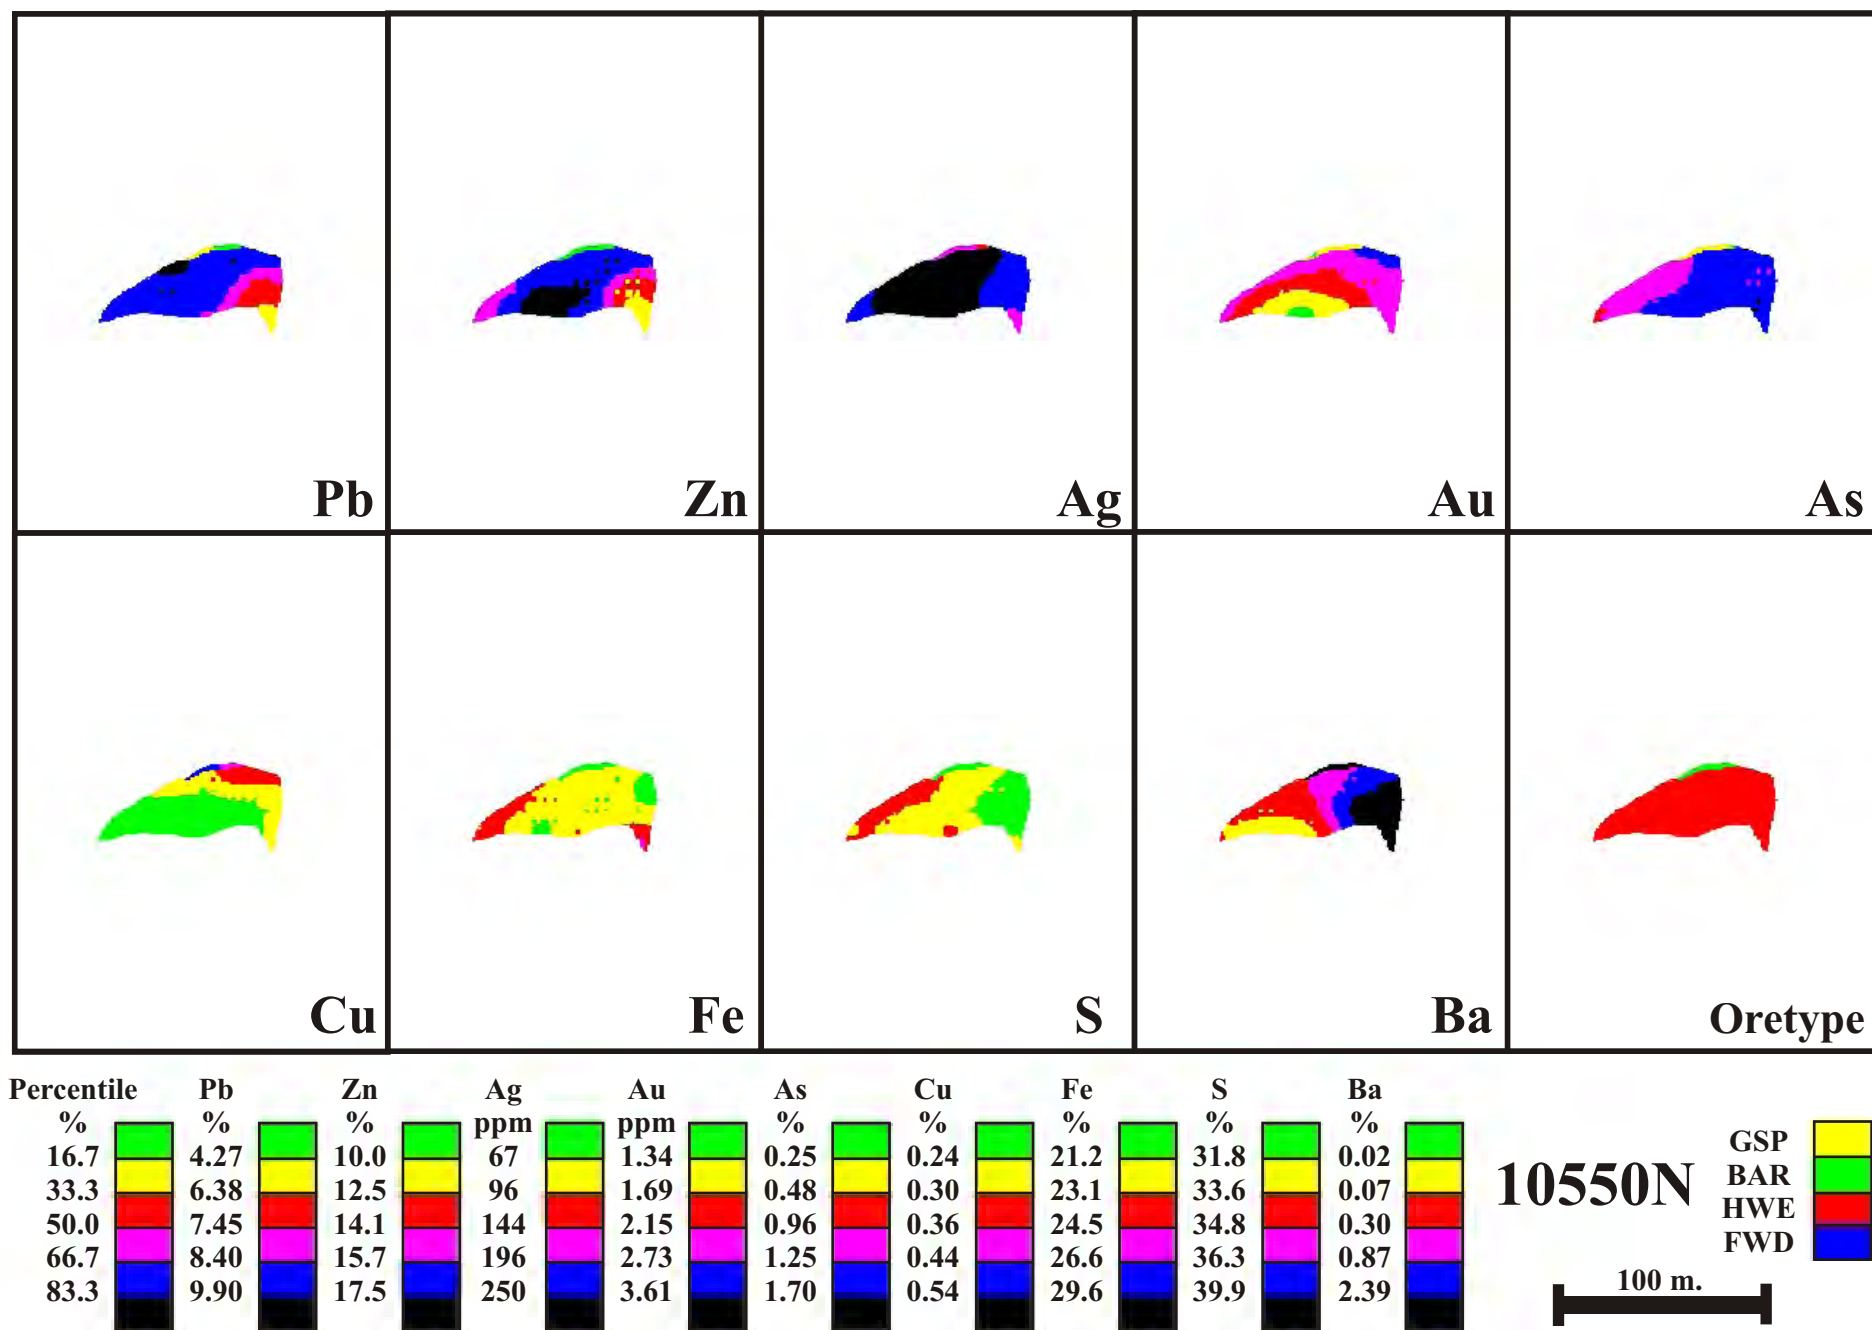 Pb Zn Ag Au As
Cu Fe S Ba Oretype
Percentile Pb Zn Ag Au As Cu Fe S Ba
% % % ppm ppm % % % % %
16.7 4.27 10.0 67 1.34 0.25 0.24 21.2 31.8 0.02
33.3 6.38 12.5 96 1.69 0.48 0.30 23.1 33.6 0.07
50.0 7.45 14.1 144 2.15 0.96 0.36 24.5 34.8 0.30
66.7 8.40 15.7 196 2.73 1.25 0.44 26.6 36.3 0.87
83.3 9.90 17.5 250 3.61 1.70 0.54 29.6 39.9 2.39
10550N
GSP
BAR
HWE
FWD
100 m.